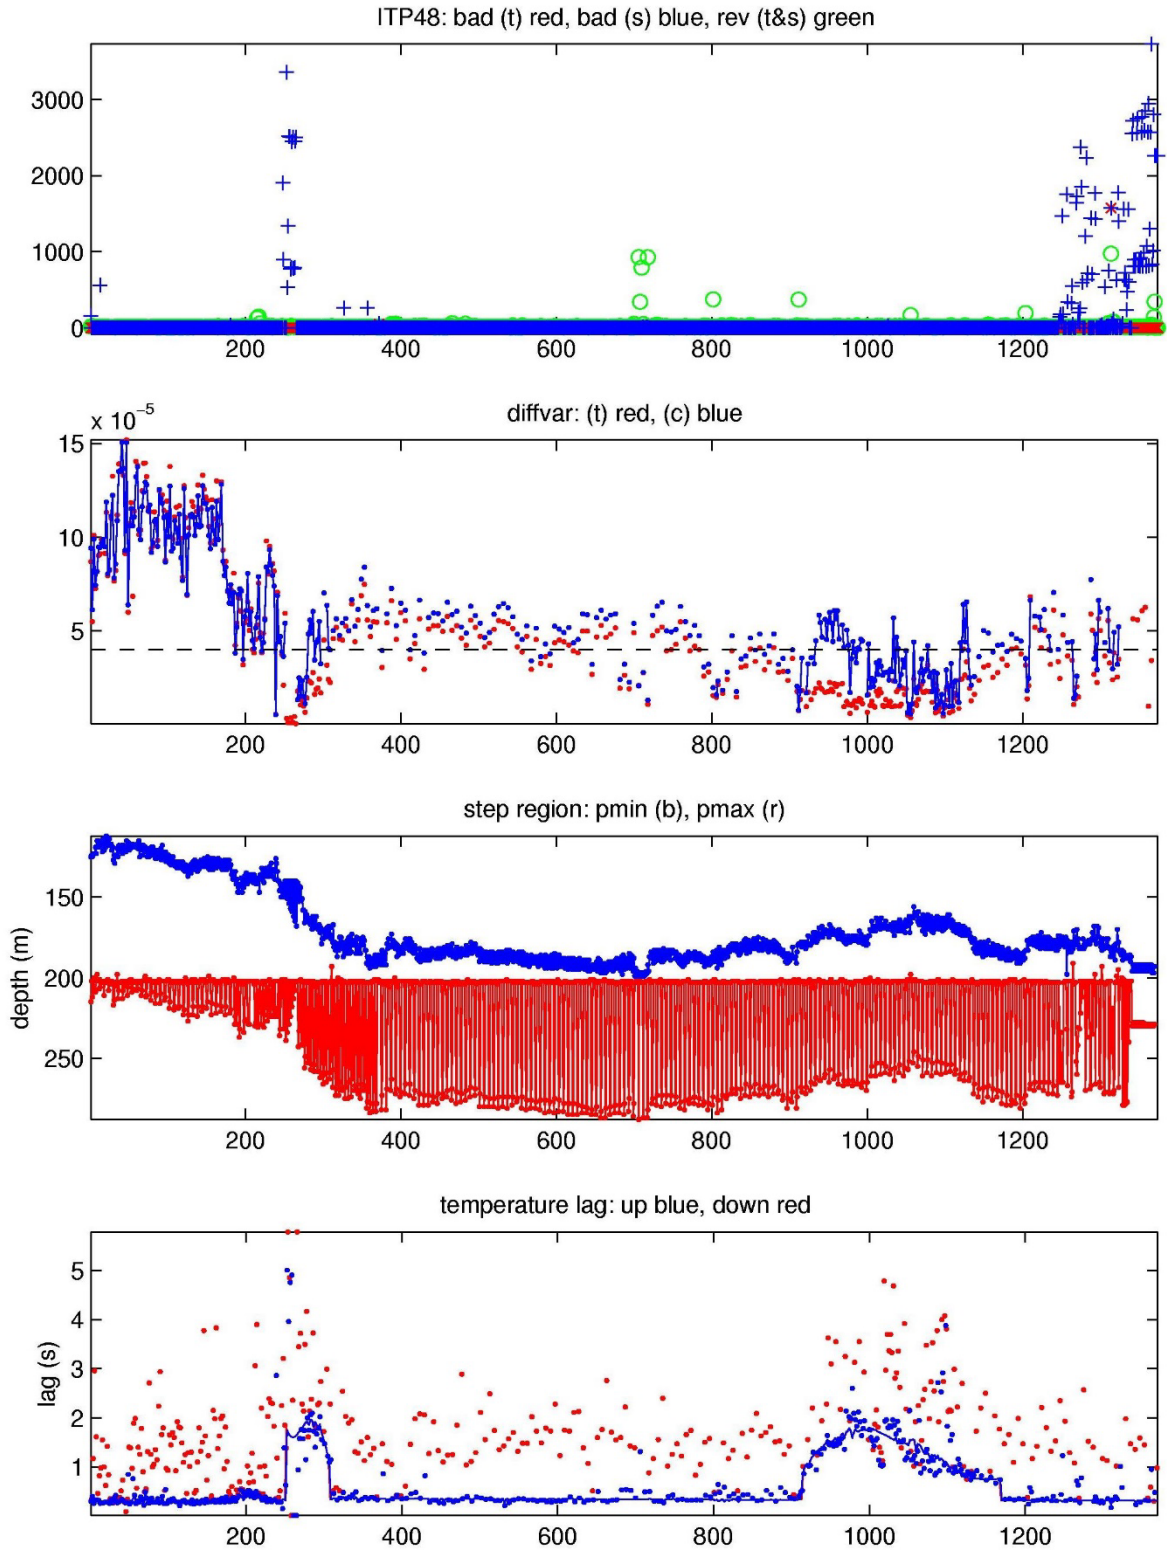 ITP48: bad (t) red, bad (s) blue, rev (t&s) green
3000
2000
1000
0
200 400 600 800 1000 1200
diffvar: (t) red, (c) blue
x 10⁻⁵
15
10
5
200 400 600 800 1000 1200
step region: pmin (b), pmax (r)
depth (m)
150
200
250
200 400 600 800 1000 1200
temperature lag: up blue, down red
lag (s)
5
4
3
2
1
200 400 600 800 1000 1200